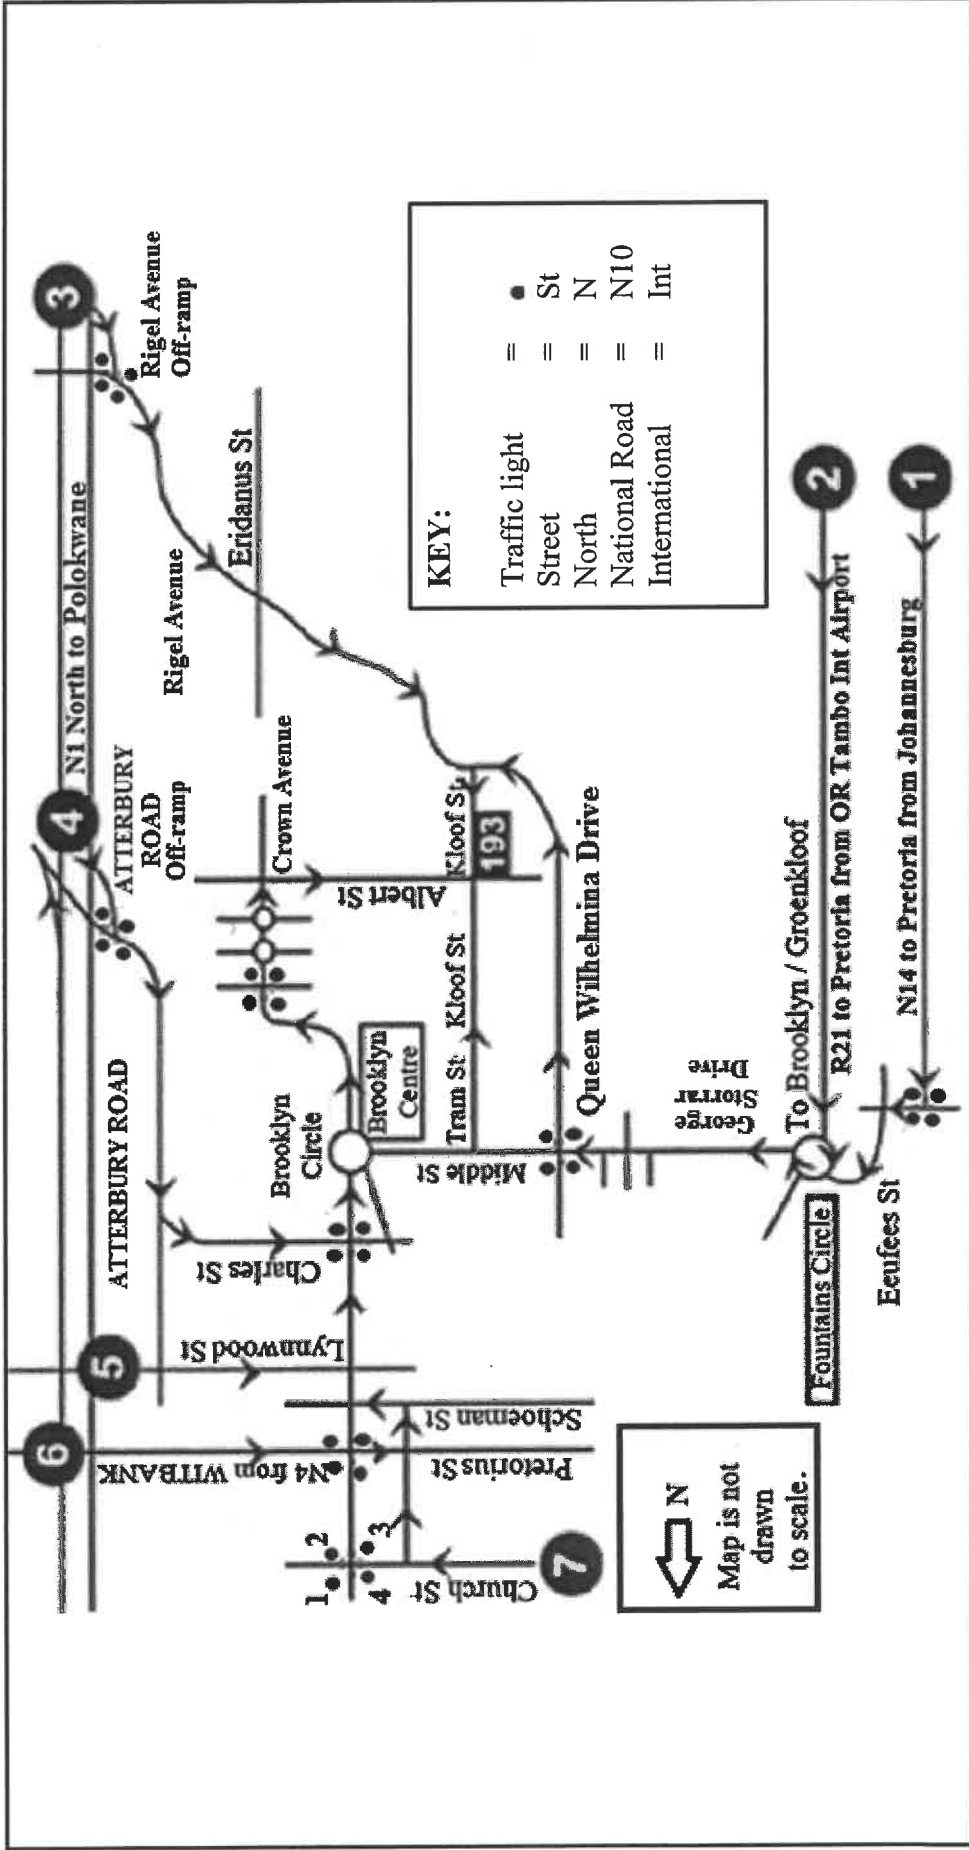 3
N1 North to Polokwane
4
5
6
Rigel Avenue
Off-ramp
ATTERBURY
ROAD
Off-ramp
ATTERBURY ROAD
N4 from WITBANK
Lynnwood St
Rigel Avenue
Eridanus St
Crown Avenue
Albert St
Charles St
Brooklyn
Circle
Brooklyn
Centre
Kloof St
193
Tram St
Kloof St
Middle St
Queen Wilhelmina Drive
Schoeman St
Pretorius St
Church St
1
2
3
4
7
George
Storrar
Drive
To Brooklyn / Groenkloof
R21 to Pretoria from OR Tambo Int Airport
2
N14 to Pretoria from Johannesburg
1
Fountains Circle
Eeufees St
KEY:
Traffic light = ●
Street = St
North = N
National Road = N10
International = Int
N
Map is not
drawn
to scale.